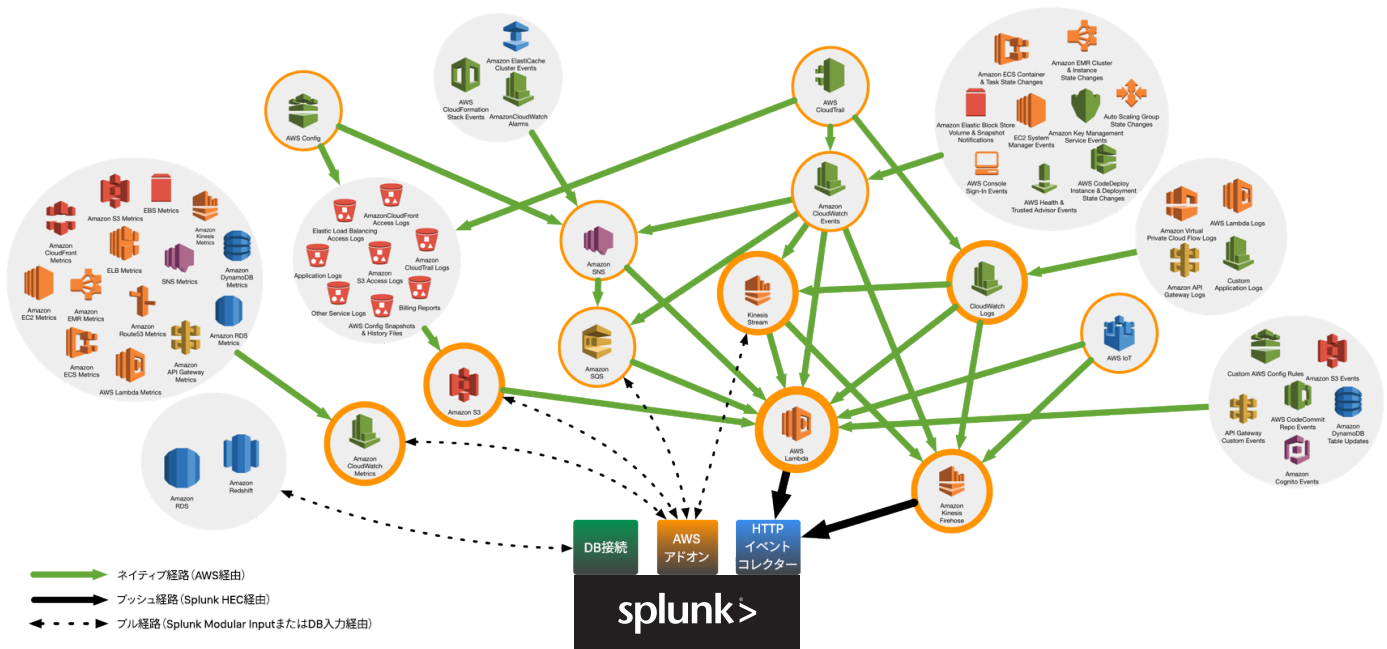 Amazon ElastiCache
Cluster Events
AWS
CloudFormation
Stack Events
AmazonCloudWatch
Alarms
AWS Config
AWS
CloudTrail
Amazon ECS Container
& Task State Changes
Amazon EMR Cluster
& Instance
State Changes
Amazon Elastic Block Store
Volume & Snapshot
Notifications
EC2 System
Manager Events
Amazon Key Management
Service Events
Auto Scaling Group
State Changes
AWS Console
Sign-In Events
AWS Health &
Trusted Advisor Events
AWS CodeDeploy
Instance & Deployment
State Changes
Amazon S3 Metrics
EBS Metrics
Amazon
Kinesis
Metrics
Amazon
CloudFront
Metrics
ELB Metrics
SNS Metrics
Amazon
DynamoDB
Metrics
Amazon
EC2 Metrics
Amazon
EMR Metrics
Amazon
Route53 Metrics
Amazon RDS
Metrics
Amazon
ECS Metrics
AWS Lambda Metrics
Amazon
API Gateway
Metrics
AmazonCloudFront
Access Logs
Elastic Load Balancing
Access Logs
Application Logs
Amazon
S3 Access Logs
Amazon
CloudTrail Logs
Other Service Logs
Billing Reports
AWS Config Snapshots
& History Files
Amazon
SNS
Amazon
CloudWatch
Events
Amazon Virtual
Private Cloud Flow Logs
AWS Lambda Logs
Amazon API
Gateway Logs
Custom
Application Logs
Kinesis
Stream
CloudWatch
Logs
Amazon
SQS
AWS IoT
Amazon S3
Amazon
CloudWatch
Metrics
AWS
Lambda
Amazon
Kinesis
Firehose
Custom AWS Config Rules
Amazon S3 Events
API Gateway
Custom Events
AWS CodeCommit
Repo Events
Amazon
DynamoDB
Table Updates
Amazon
Cognito Events
Amazon
RDS
Amazon
Redshift
DB接続
AWS
アドオン
HTTP
イベント
コレクター
splunk>
ネイティブ経路（AWS経由）
プッシュ経路（Splunk HEC経由）
プル経路（Splunk Modular InputまたはDB入力経由）